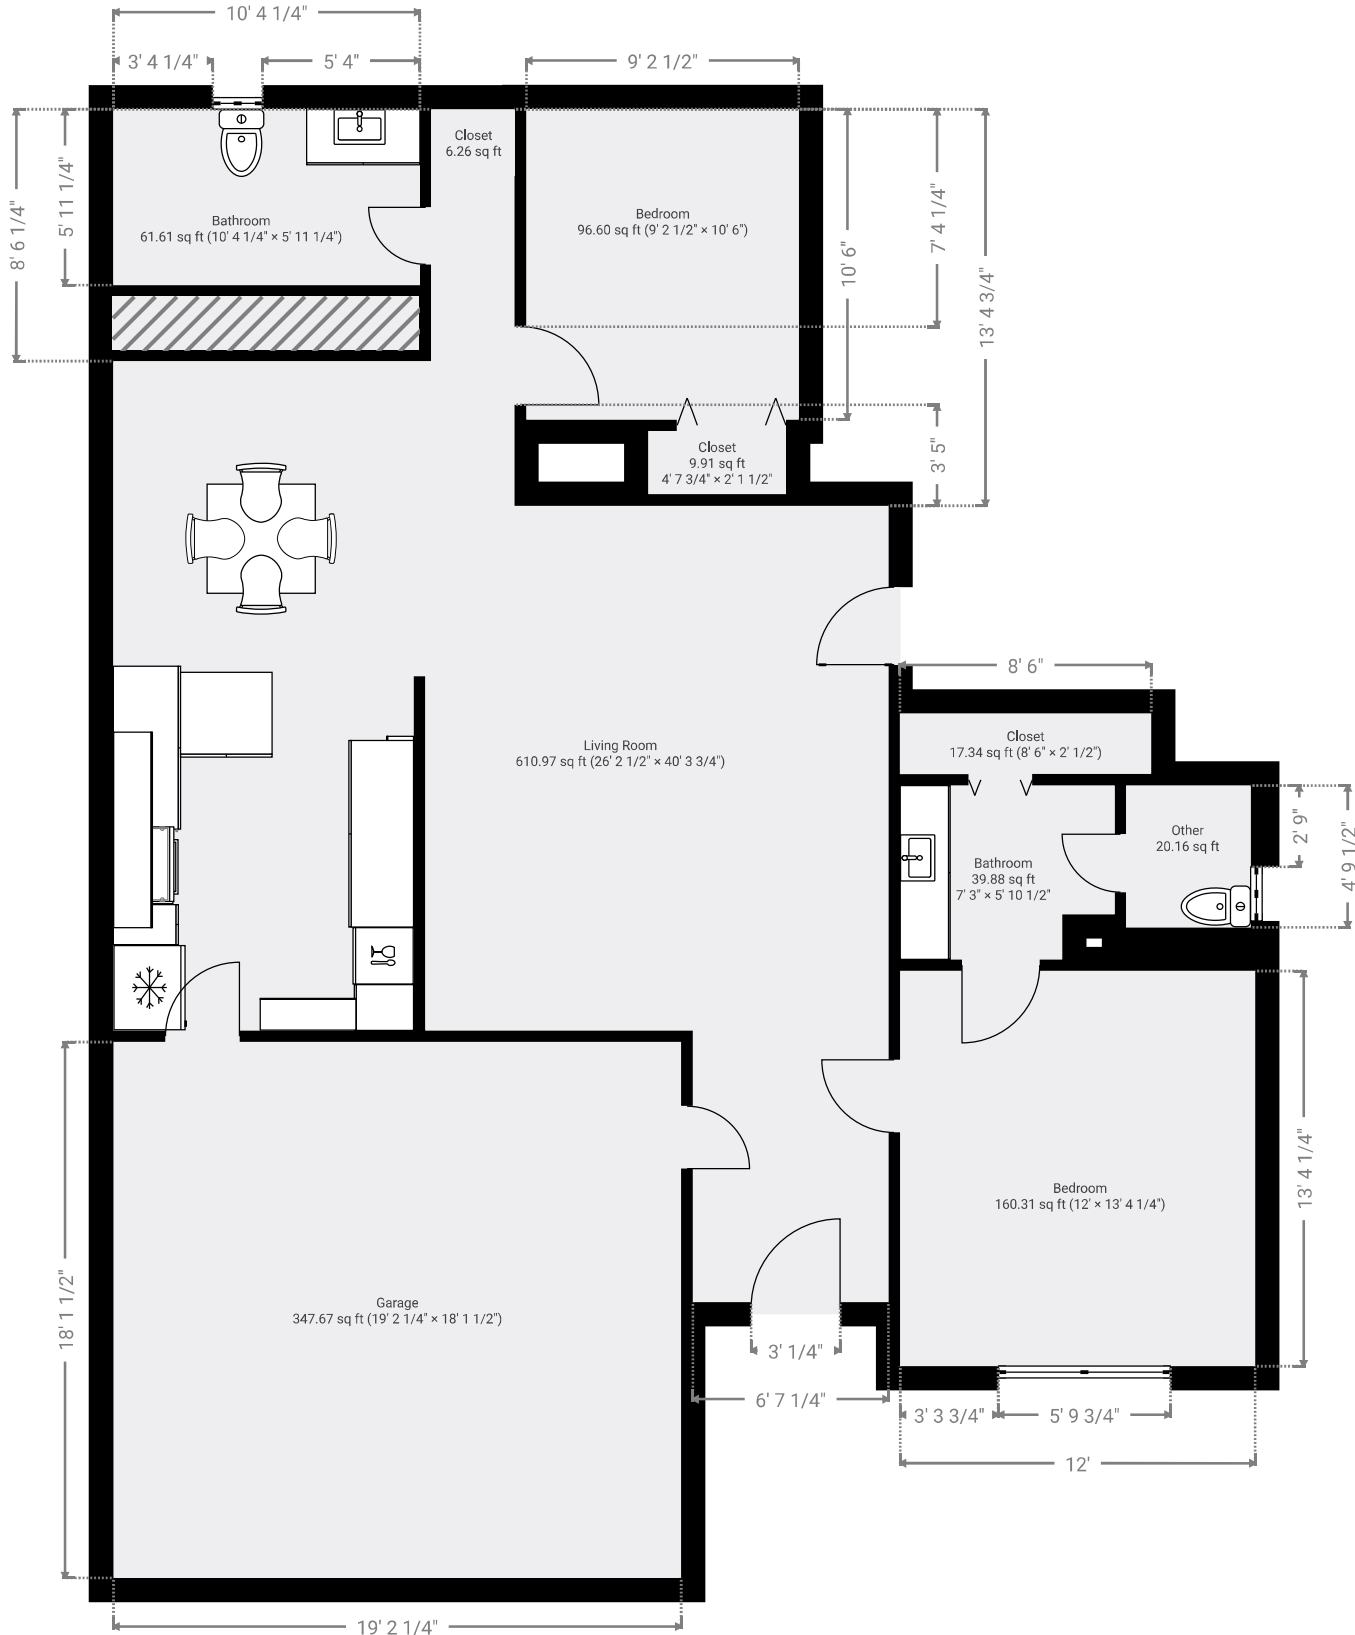 10' 4 1/4"
3' 4 1/4"
5' 4"
9' 2 1/2"
8' 6 1/4"
5' 11 1/4"
Closet
6.26 sq ft
Bathroom
61.61 sq ft (10' 4 1/4" × 5' 11 1/4")
Bedroom
96.60 sq ft (9' 2 1/2" × 10' 6")
10' 6"
7' 4 1/4"
13' 4 3/4"
3' 5"
Closet
9.91 sq ft
4' 7 3/4" × 2' 1 1/2"
8' 6"
Living Room
610.97 sq ft (26' 2 1/2" × 40' 3 3/4")
Closet
17.34 sq ft (8' 6" × 2' 1/2")
Other
20.16 sq ft
2' 9"
4' 9 1/2"
Bathroom
39.88 sq ft
7' 3" × 5' 10 1/2"
Bedroom
160.31 sq ft (12' × 13' 4 1/4")
13' 4 1/4"
Garage
347.67 sq ft (19' 2 1/4" × 18' 1 1/2")
18' 1 1/2"
3' 1/4"
6' 7 1/4"
3' 3 3/4"
5' 9 3/4"
12'
19' 2 1/4"